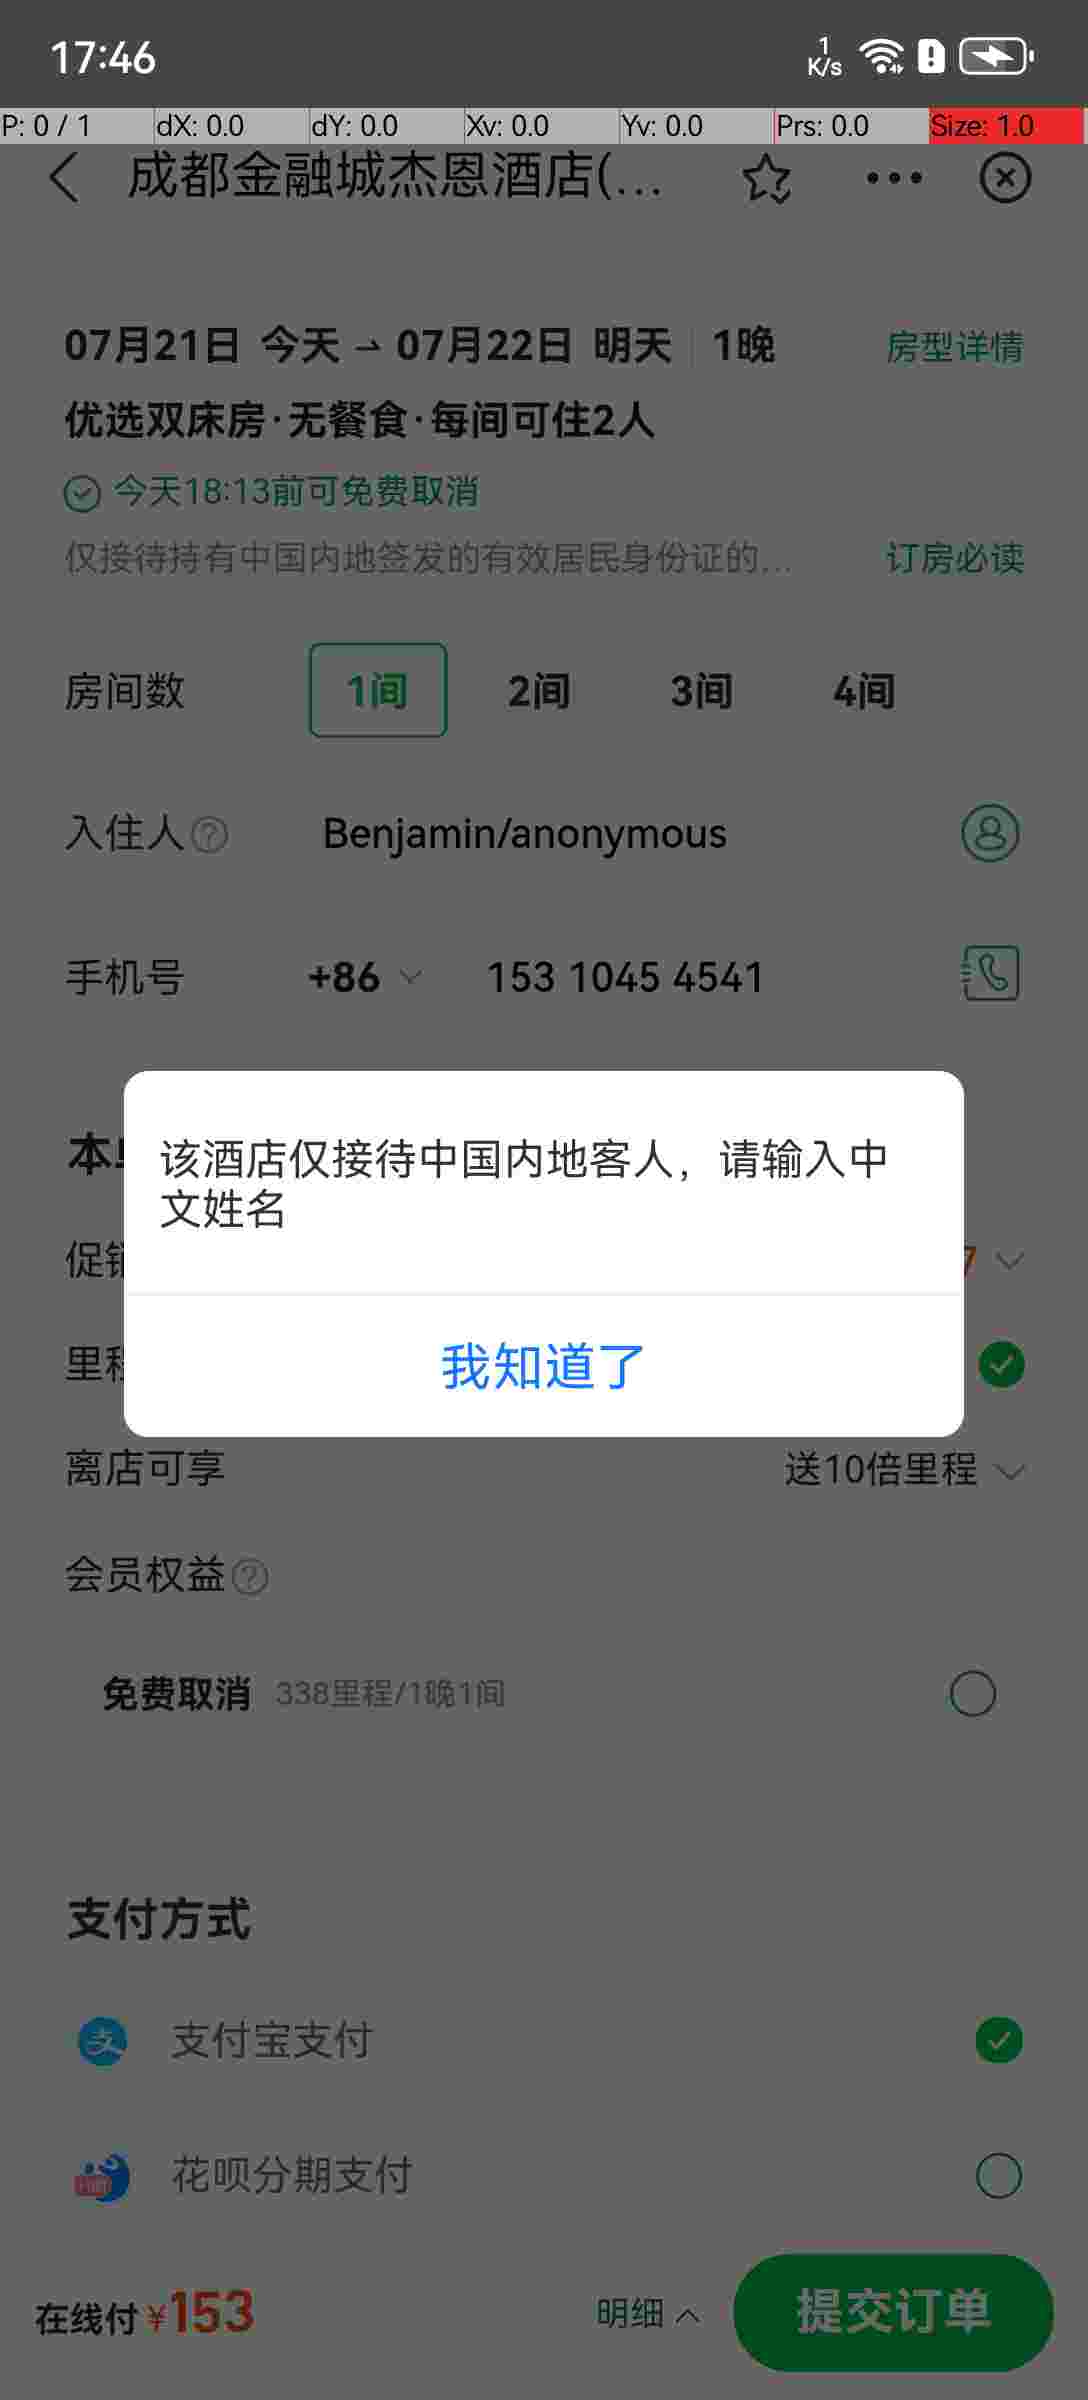 17:46
1
K/s
P: 0 / 1 dX: 0.0 dY: 0.0 Xv: 0.0 Yv: 0.0 Prs: 0.0 Size: 1.0
成都金融城杰恩酒店(...
07月21日 今天 → 07月22日 明天 1晚 房型详情
优选双床房·无餐食·每间可住2人
今天18:13前可免费取消
仅接待持有中国内地签发的有效居民身份证的... 订房必读
房间数 1间 2间 3间 4间
入住人 Benjamin/anonymous
手机号 +86 153 1045 4541
本
该酒店仅接待中国内地客人，请输入中
文姓名
促销 7
我知道了
里程
离店可享 送10倍里程
会员权益
免费取消 338里程/1晚1间
支付方式
支付宝支付
花呗分期支付
在线付 ¥153 明细 提交订单